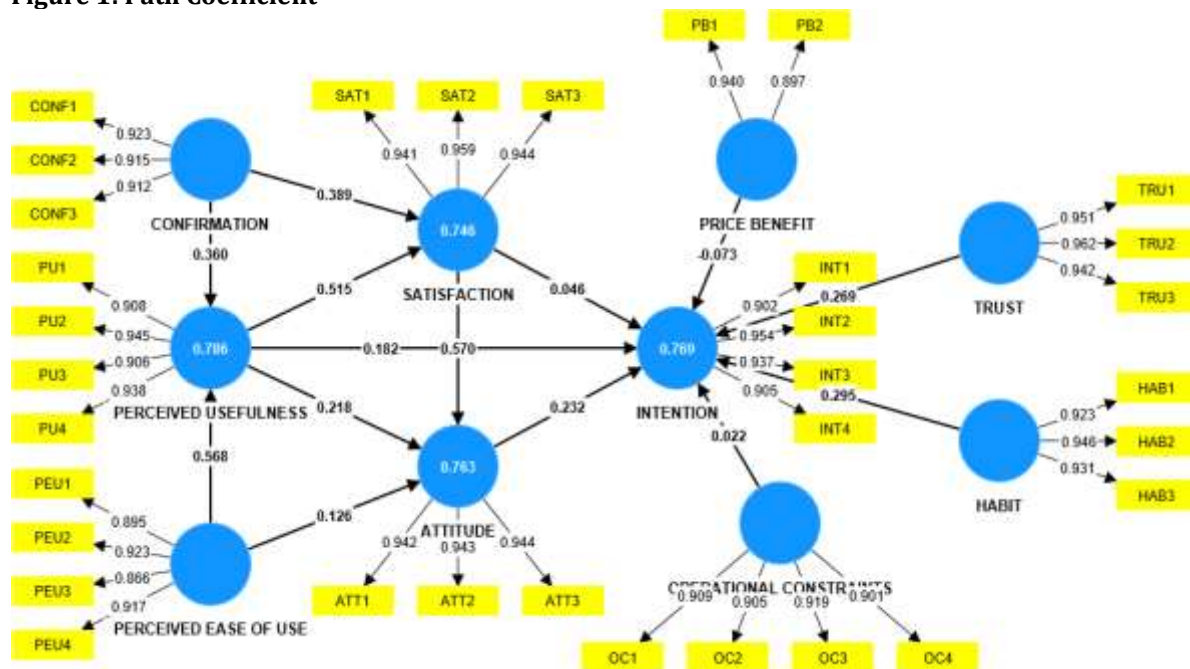 Figure 1. Path Coefficient
PB1
PB2
0.940
0.897
PRICE BENEFIT
-0.073
CONF1
CONF2
CONF3
0.923
0.915
0.912
CONFIRMATION
0.389
0.360
SAT1
SAT2
SAT3
0.941
0.959
0.944
0.746
SATISFACTION
0.515
0.046
0.570
PU1
PU2
PU3
PU4
0.908
0.945
0.906
0.938
0.786
PERCEIVED USEFULNESS
0.182
0.218
0.568
PEU1
PEU2
PEU3
PEU4
0.895
0.923
0.866
0.917
PERCEIVED EASE OF USE
0.126
0.763
ATTITUDE
0.232
0.942
0.943
0.944
ATT1
ATT2
ATT3
0.769
INTENTION
INT1
INT2
INT3
INT4
0.902
0.954
0.937
0.905
0.269
0.295
0.022
TRUST
0.951
0.962
0.942
TRU1
TRU2
TRU3
HABIT
0.923
0.946
0.931
HAB1
HAB2
HAB3
OPERATIONAL CONSTRAINTS
0.909
0.905
0.919
0.901
OC1
OC2
OC3
OC4